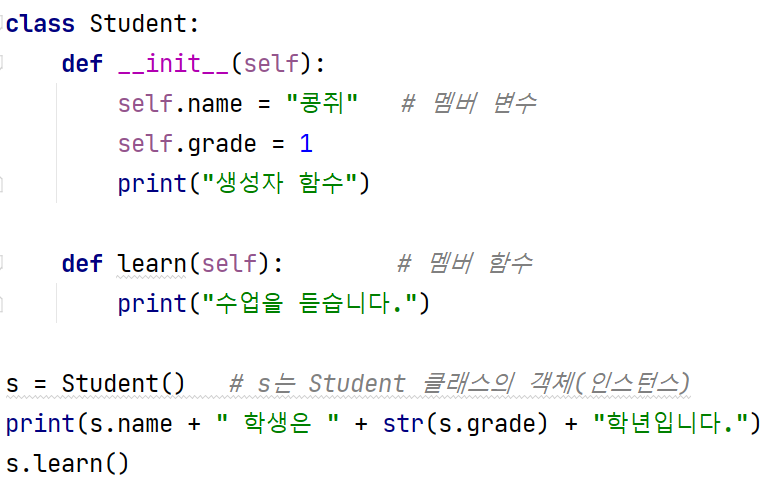 class Student:
    def __init__(self):
        self.name = "콩쥐"   # 멤버 변수
        self.grade = 1
        print("생성자 함수")
    def learn(self):        # 멤버 함수
        print("수업을 듣습니다.")
s = Student()   # s는 Student 클래스의 객체(인스턴스)
print(s.name + " 학생은 " + str(s.grade) + "학년입니다.")
s.learn()